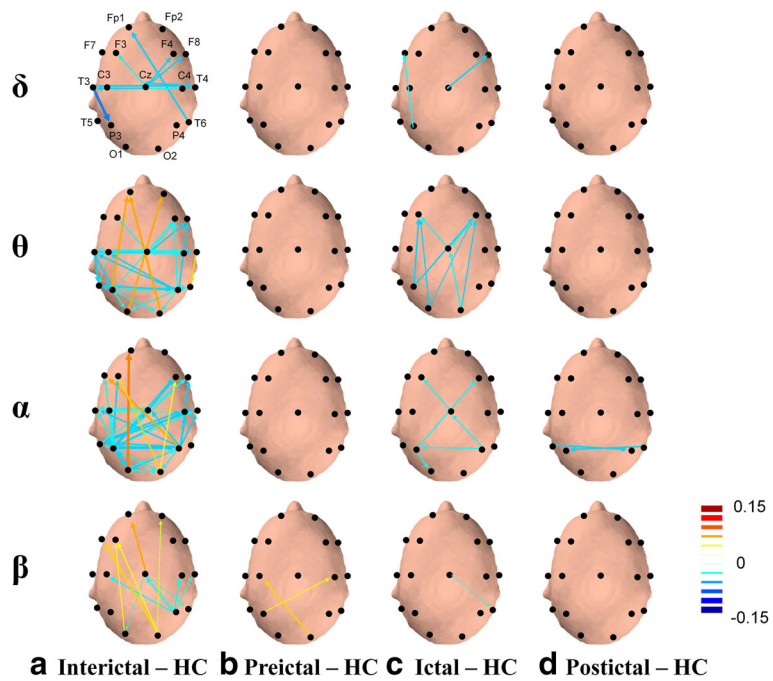 Fp1 Fp2
δ
F7 F3 F4 F8
T3 C3 Cz C4 T4
T5 P3 P4 T6
O1 O2
θ
α
β
0.15
0
-0.15
a Interictal – HC b Preictal – HC c Ictal – HC d Postictal – HC